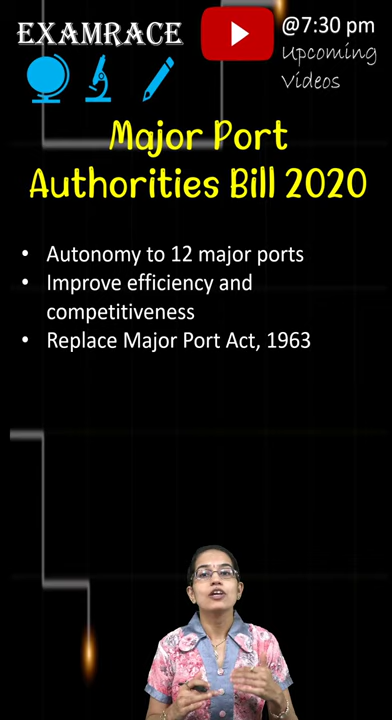 EXAMRACE
@7:30 pm
Upcoming
Videos
Major Port
Authorities Bill 2020
• Autonomy to 12 major ports
• Improve efficiency and
competitiveness
• Replace Major Port Act, 1963